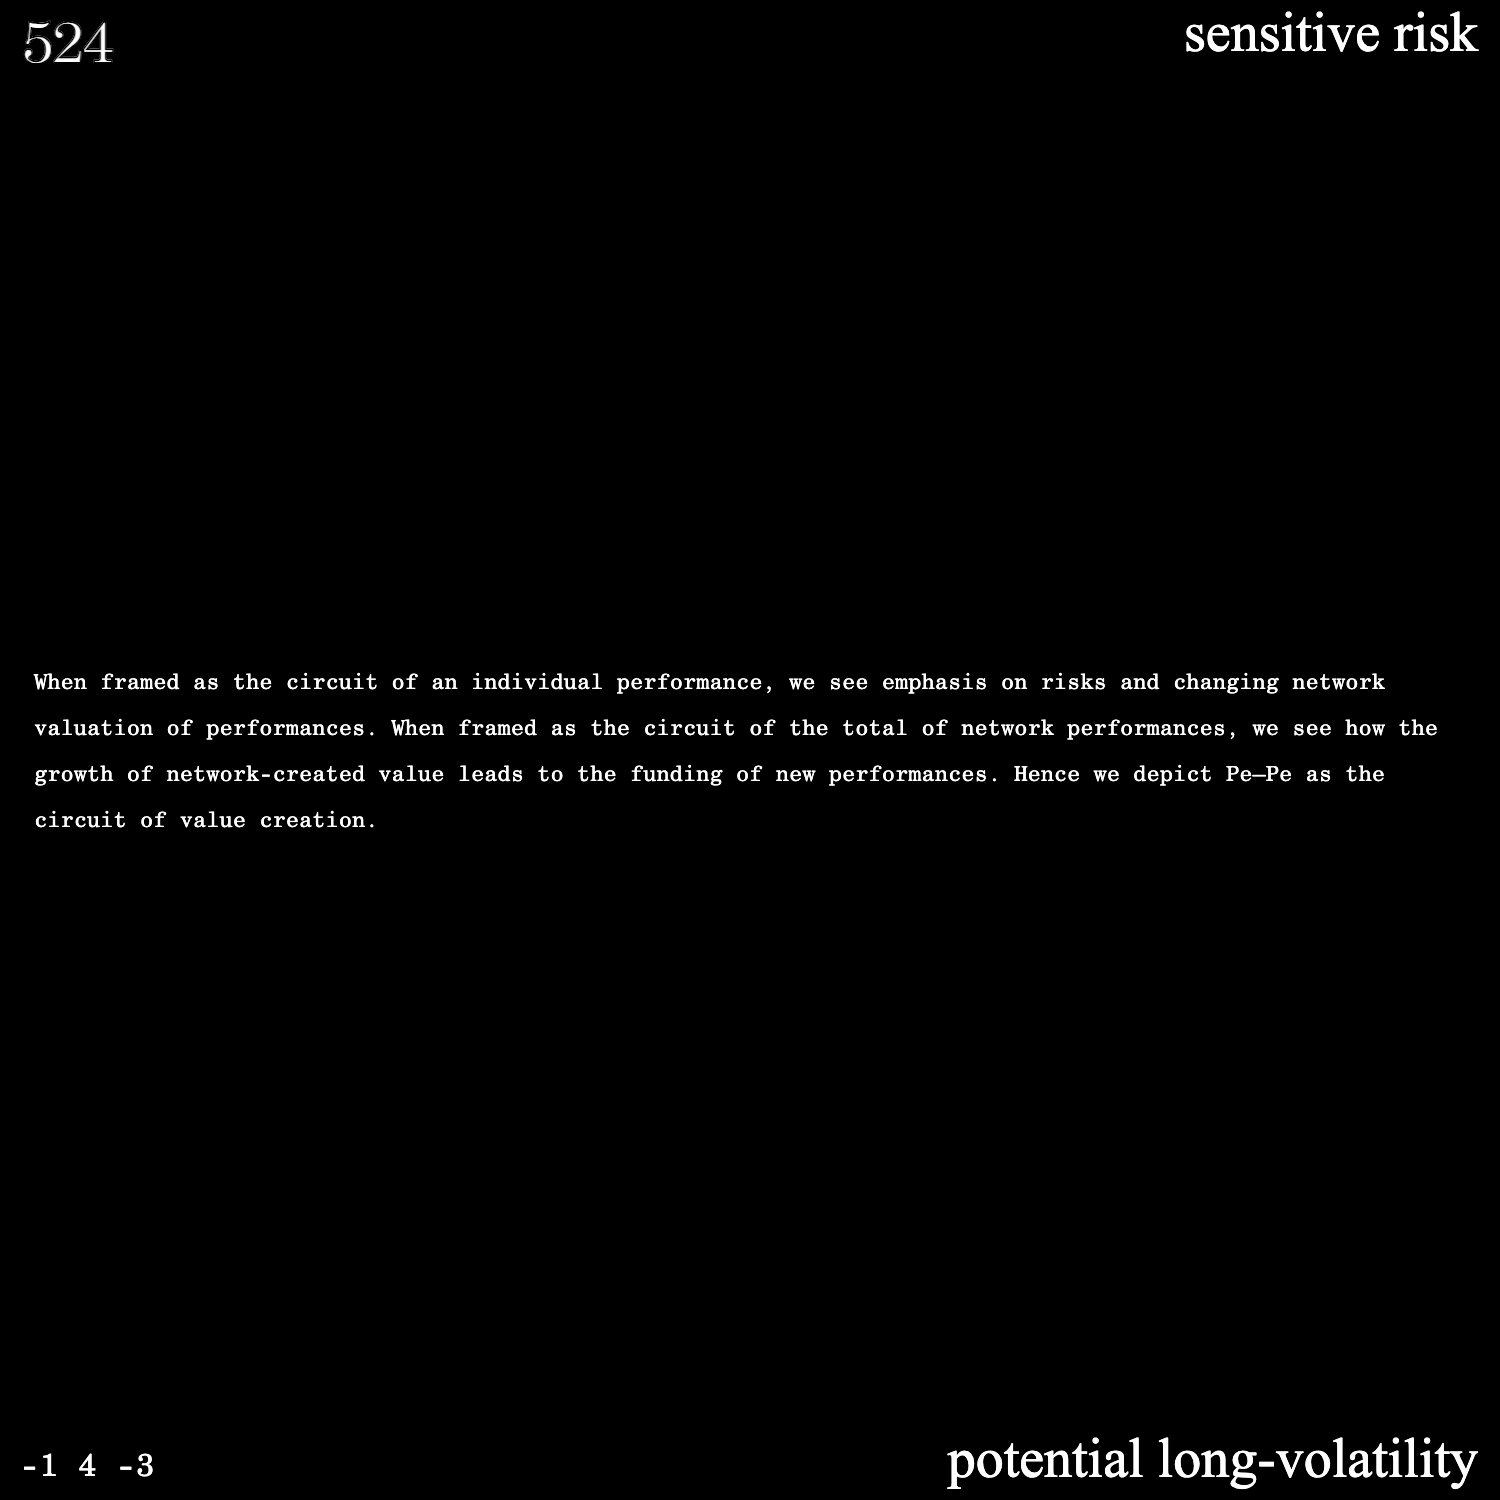 524
sensitive risk
When framed as the circuit of an individual performance, we see emphasis on risks and changing network
valuation of performances. When framed as the circuit of the total of network performances, we see how the
growth of network-created value leads to the funding of new performances. Hence we depict Pe—Pe as the
circuit of value creation.
-1 4 -3
potential long-volatility